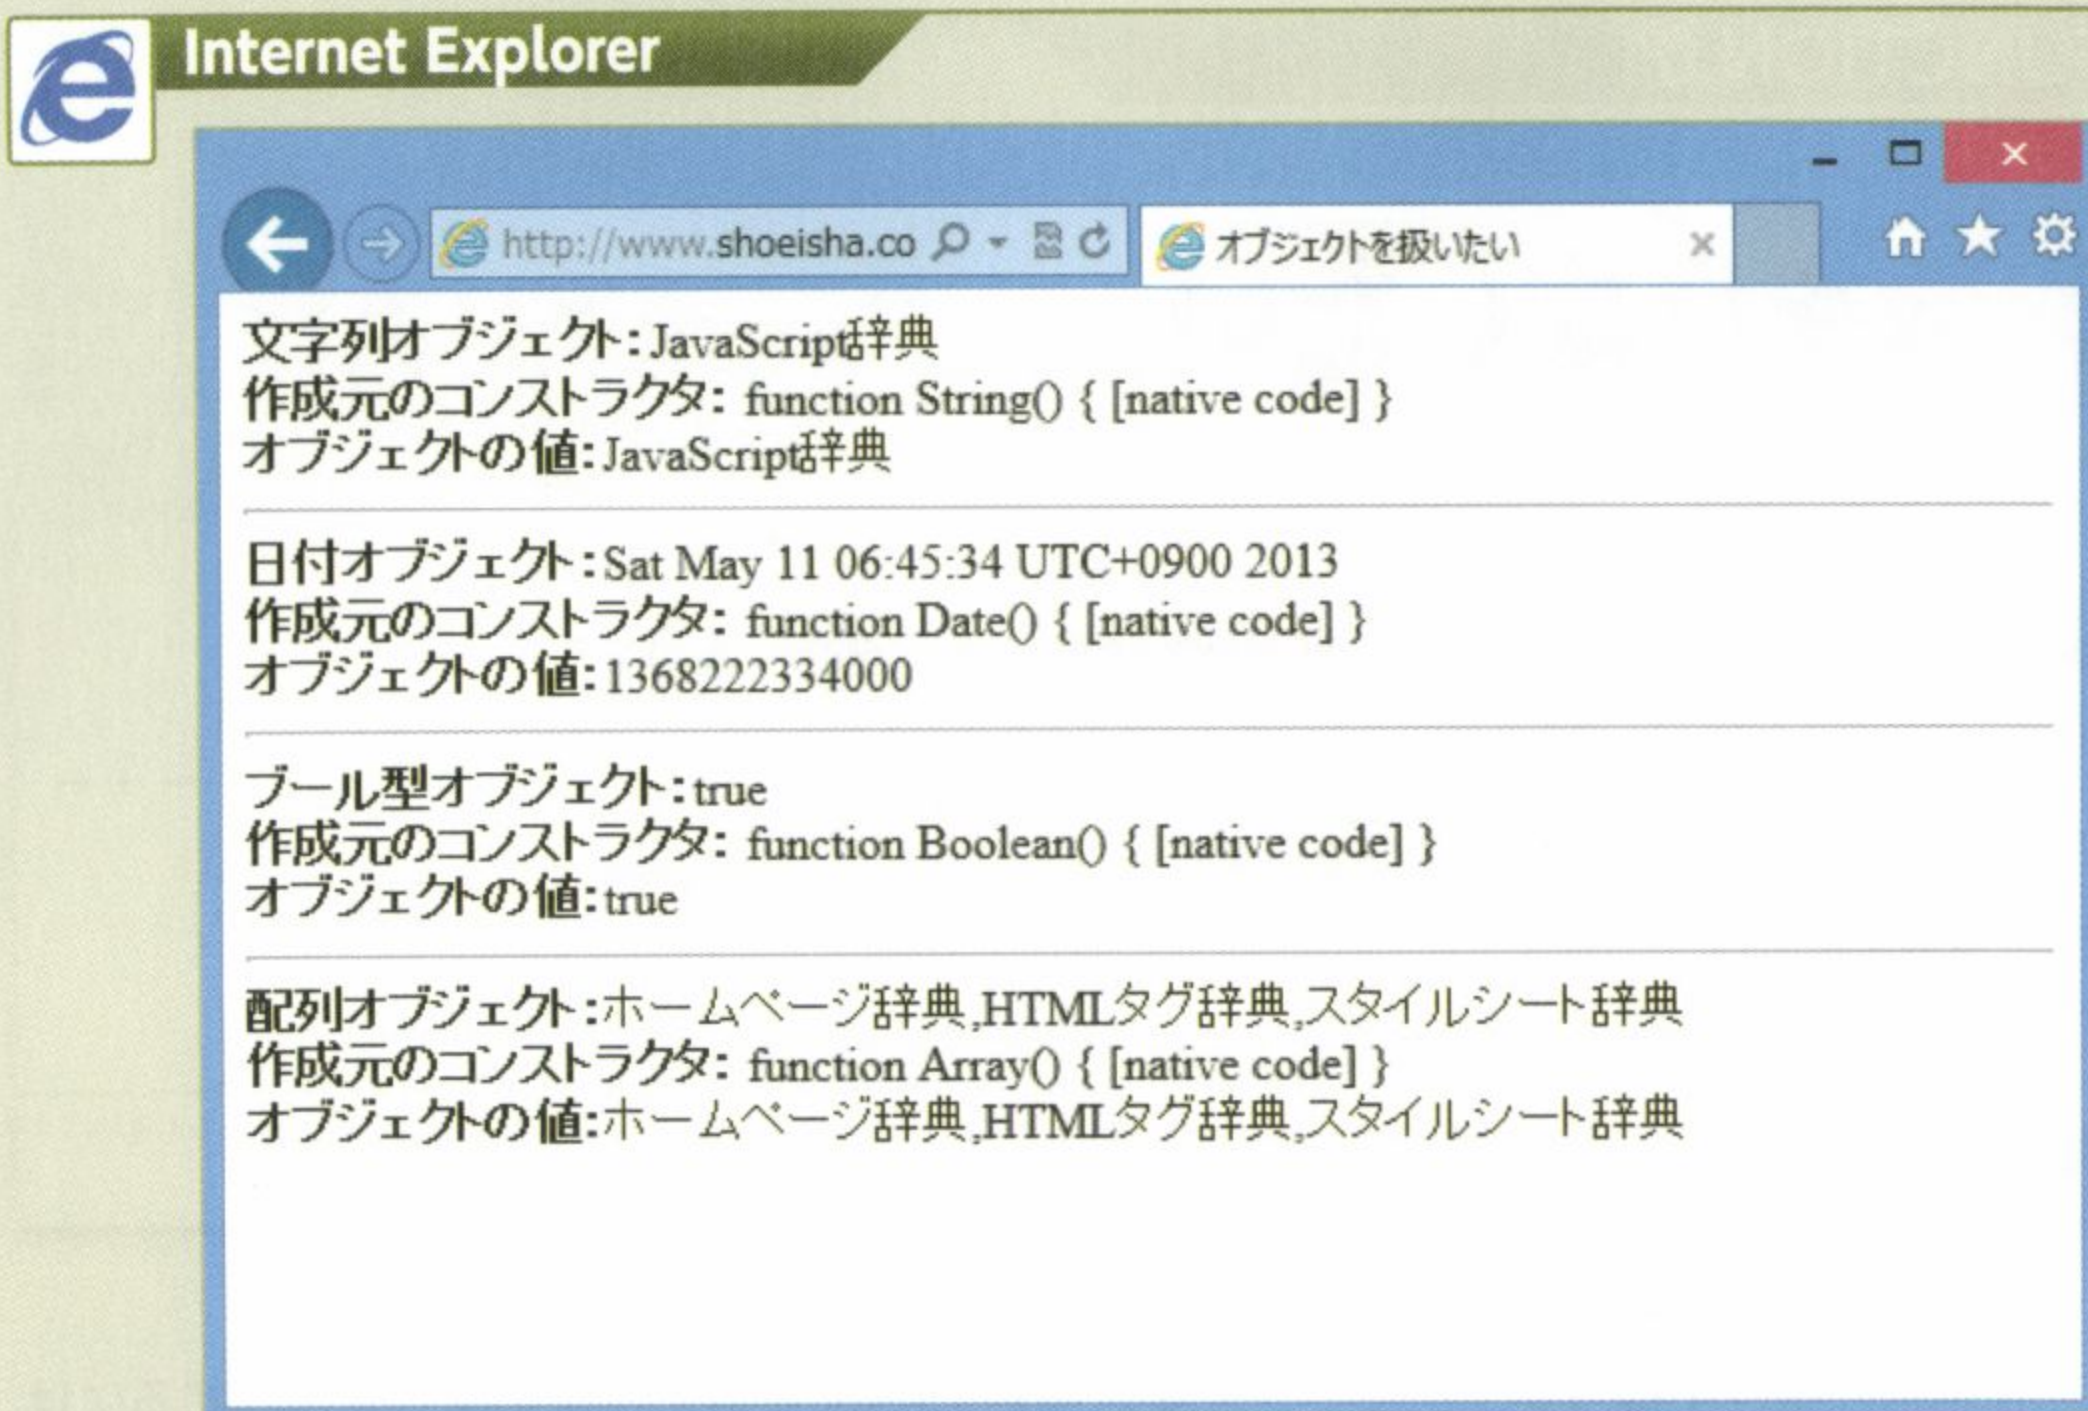 Internet Explorer
http://www.shoeisha.co
オブジェクトを扱いたい
文字列オブジェクト：JavaScript辞典
作成元のコンストラクタ： function String() { [native code] }
オブジェクトの値：JavaScript辞典
日付オブジェクト：Sat May 11 06:45:34 UTC+0900 2013
作成元のコンストラクタ： function Date() { [native code] }
オブジェクトの値：1368222334000
ブール型オブジェクト：true
作成元のコンストラクタ： function Boolean() { [native code] }
オブジェクトの値：true
配列オブジェクト：ホームページ辞典,HTMLタグ辞典,スタイルシート辞典
作成元のコンストラクタ： function Array() { [native code] }
オブジェクトの値：ホームページ辞典,HTMLタグ辞典,スタイルシート辞典